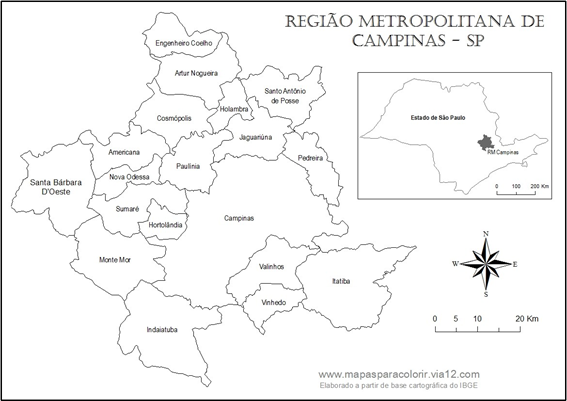 REGIÃO METROPOLITANA DE
CAMPINAS – SP
Engenheiro Coelho
Artur Nogueira
Santo Antônio
de Posse
Holambra
Cosmópolis
Jaguariúna
Americana
Paulínia
Pedreira
Nova Odessa
Santa Bárbara
D'Oeste
Sumaré
Campinas
Hortolândia
Monte Mor
Valinhos
Itatiba
Vinhedo
Indaiatuba
Estado de São Paulo
RM Campinas
0 100 200 Km
N
W E
S
0 5 10 20 Km
www.mapasparacolorir.via12.com
Elaborado a partir de base cartográfica do IBGE